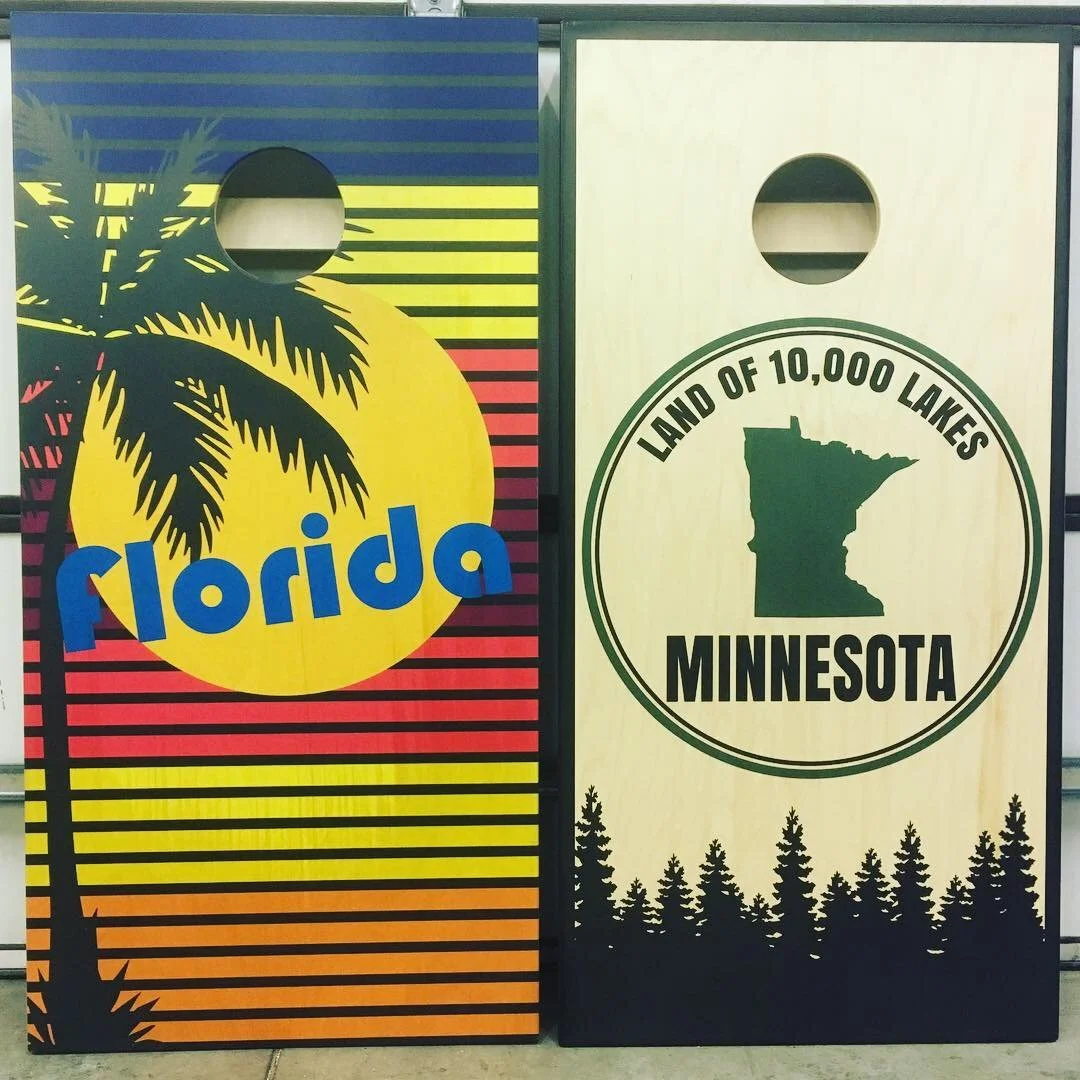 florida
LAND OF 10,000 LAKES
MINNESOTA